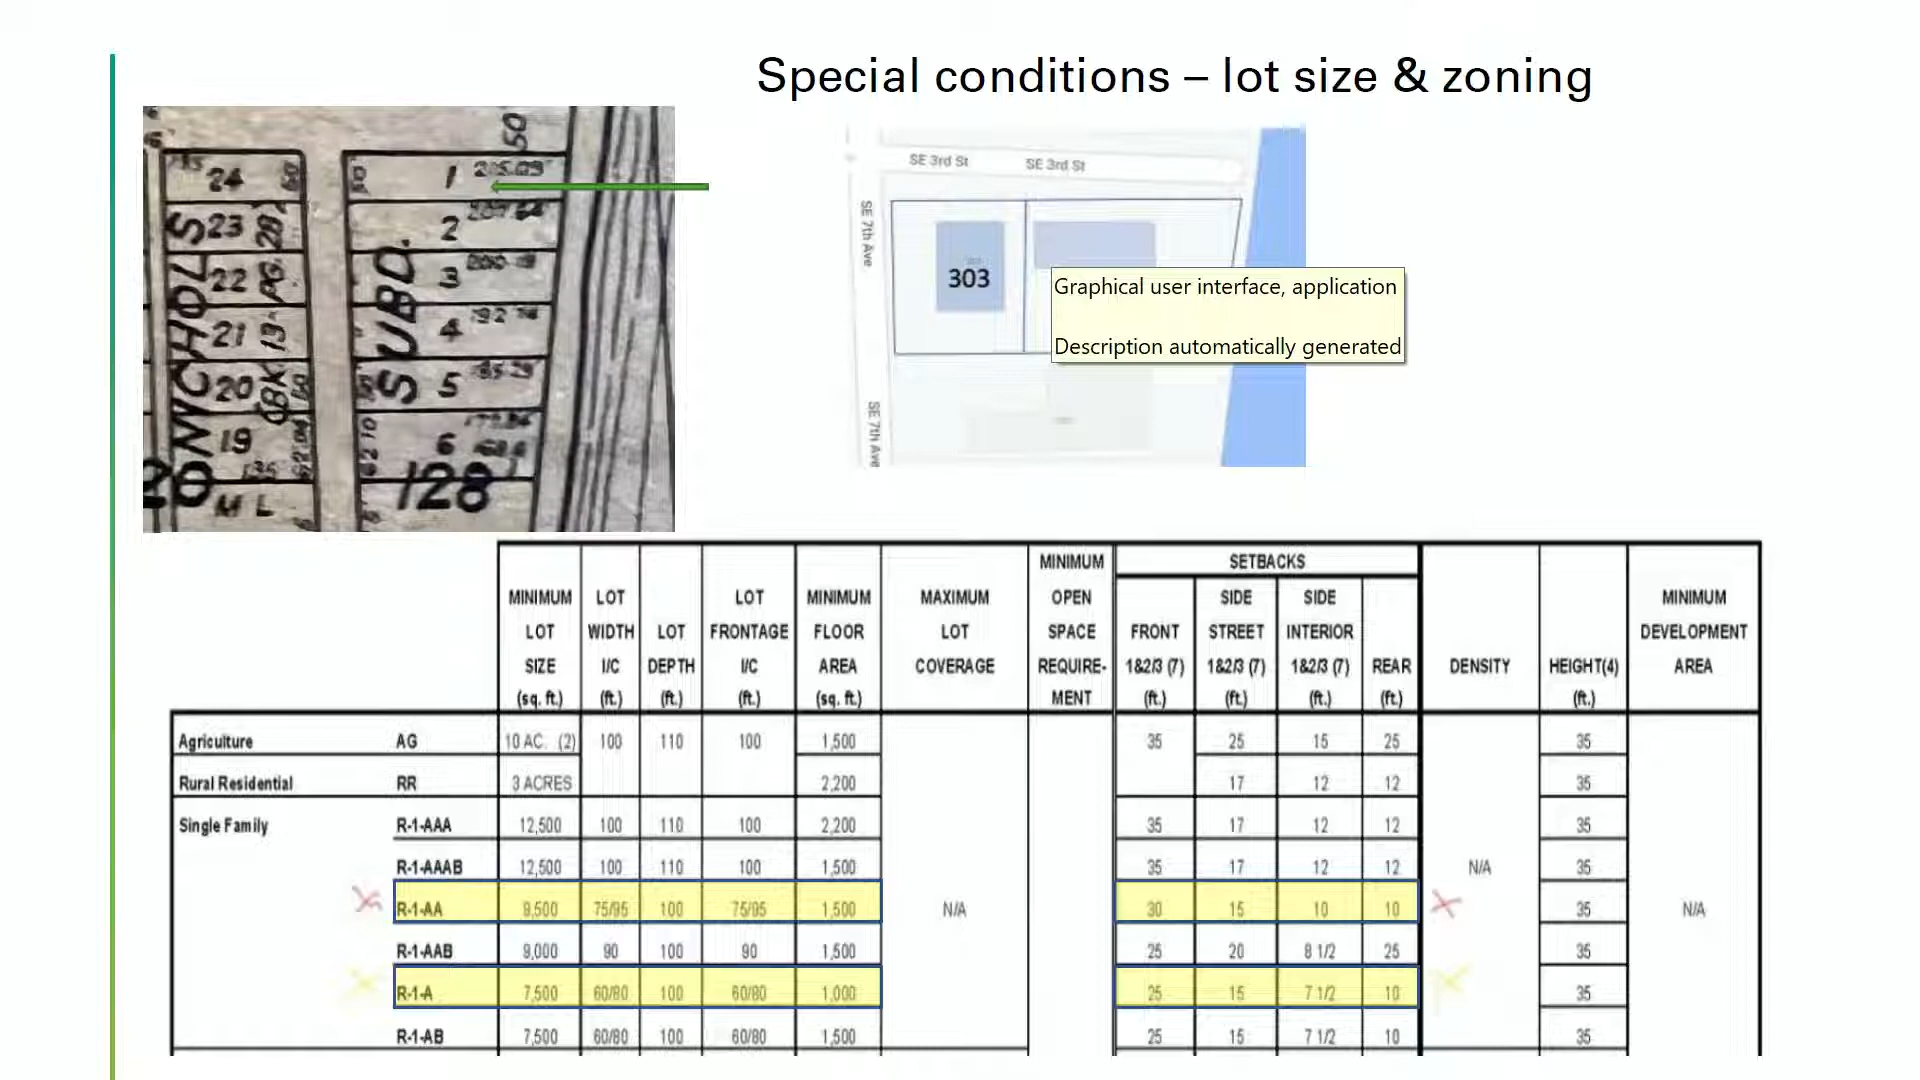 Special conditions – lot size & zoning
50
24
1
23
2
22
3
21
4
20
5
19
6
128
M L
NICHOLS
SUBD.
SE 3rd St
SE 3rd St
SE 7th Ave
303
Graphical user interface, application
Description automatically generated
SE 7th Ave
MINIMUM LOT SIZE (sq. ft.)
LOT WIDTH I/C (ft.)
LOT DEPTH (ft.)
LOT FRONTAGE I/C (ft.)
MINIMUM FLOOR AREA (sq. ft.)
MAXIMUM LOT COVERAGE
MINIMUM OPEN SPACE REQUIRE-MENT
SETBACKS
FRONT 1&2/3 (7) (ft.)
SIDE STREET 1&2/3 (7) (ft.)
SIDE INTERIOR 1&2/3 (7) (ft.)
REAR (ft.)
DENSITY
HEIGHT(4) (ft.)
MINIMUM DEVELOPMENT AREA
Agriculture AG 10 AC. (2) 100 110 100 1,500 35 25 15 25 35
Rural Residential RR 3 ACRES 2,200 17 12 12 35
Single Family R-1-AAA 12,500 100 110 100 2,200 35 17 12 12 35
R-1-AAAB 12,500 100 110 100 1,500 35 17 12 12 N/A 35
R-1-AA 9,500 75/95 100 75/95 1,500 N/A 30 15 10 10 35 N/A
R-1-AAB 9,000 90 100 90 1,500 25 20 8 1/2 25 35
R-1-A 7,500 60/80 100 60/80 1,000 25 15 7 1/2 10 35
R-1-AB 7,500 60/80 100 60/80 1,500 25 15 7 1/2 10 35